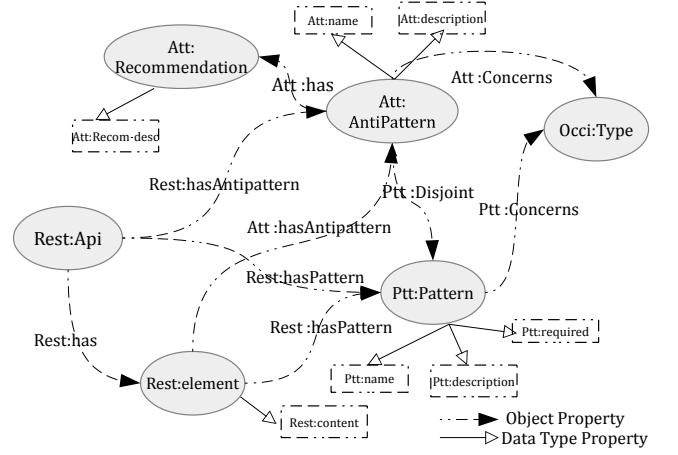 Att:name
Att:description
Att:
Recommendation
Att :has
Att :Concerns
Att:
AntiPattern
Occi:Type
Att:Recom-desc
Rest:hasAntipattern
Ptt :Disjoint
Ptt :Concerns
Att :hasAntipattern
Rest:Api
Rest:hasPattern
Ptt:Pattern
Rest :hasPattern
Ptt:required
Rest:has
Ptt:name
Ptt:description
Rest:element
Rest:content
Object Property
Data Type Property